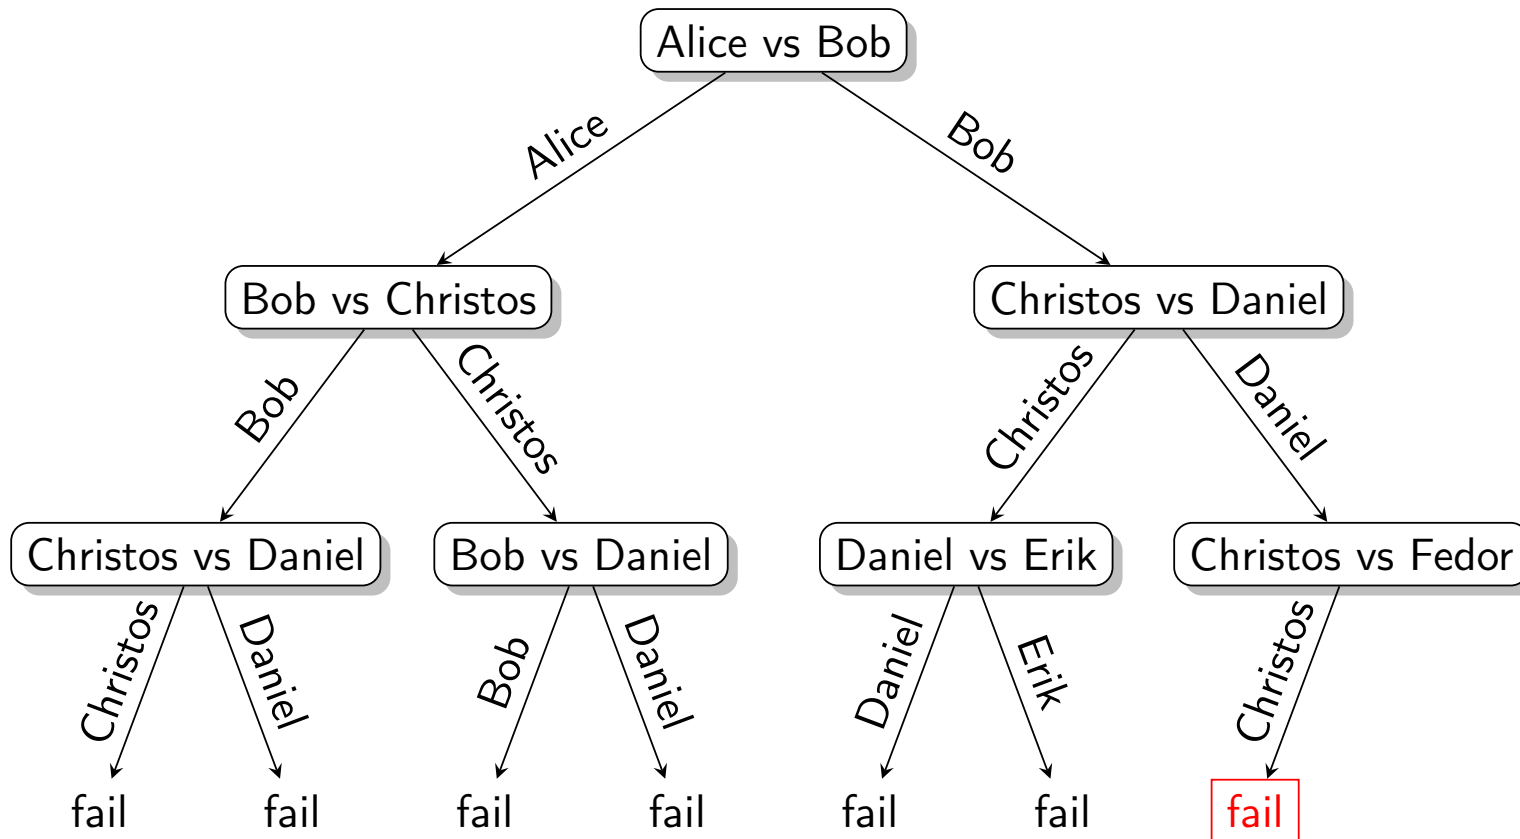 Alice vs Bob
Alice
Bob
Bob vs Christos
Christos vs Daniel
Bob
Christos
Christos
Daniel
Christos vs Daniel
Bob vs Daniel
Daniel vs Erik
Christos vs Fedor
Christos
Daniel
Bob
Daniel
Daniel
Erik
Christos
fail
fail
fail
fail
fail
fail
fail